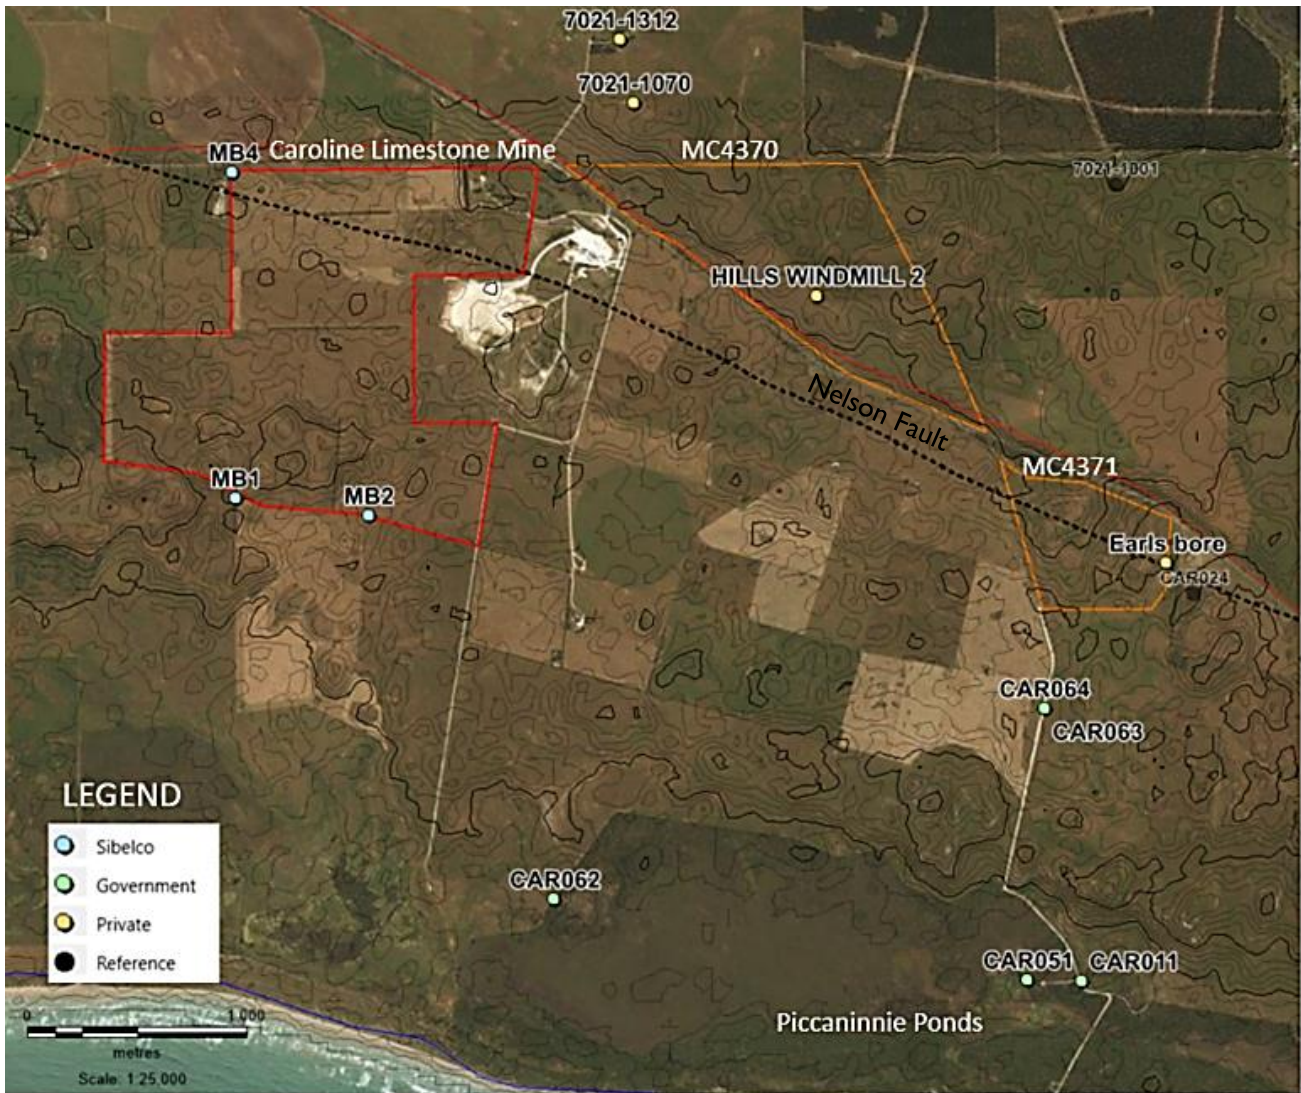 7021-1312
7021-1070
MB4
Caroline Limestone Mine
MC4370
7021-1001
HILLS WINDMILL 2
Nelson Fault
MC4371
MB1
MB2
Earls bore
CAR024
CAR064
CAR063
LEGEND
Sibelco
Government
Private
Reference
CAR062
CAR051
CAR011
Piccaninnie Ponds
0 1,000
metres
Scale: 1:25,000